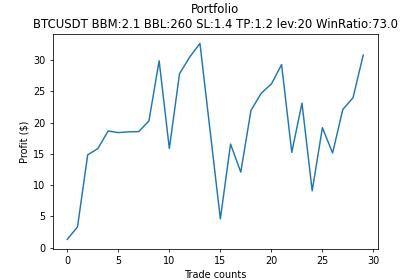 Portfolio
BTCUSDT BBM:2.1 BBL:260 SL:1.4 TP:1.2 lev:20 WinRatio:73.0
30
25
20
15
10
5
0
Profit ($)
0 5 10 15 20 25 30
Trade counts